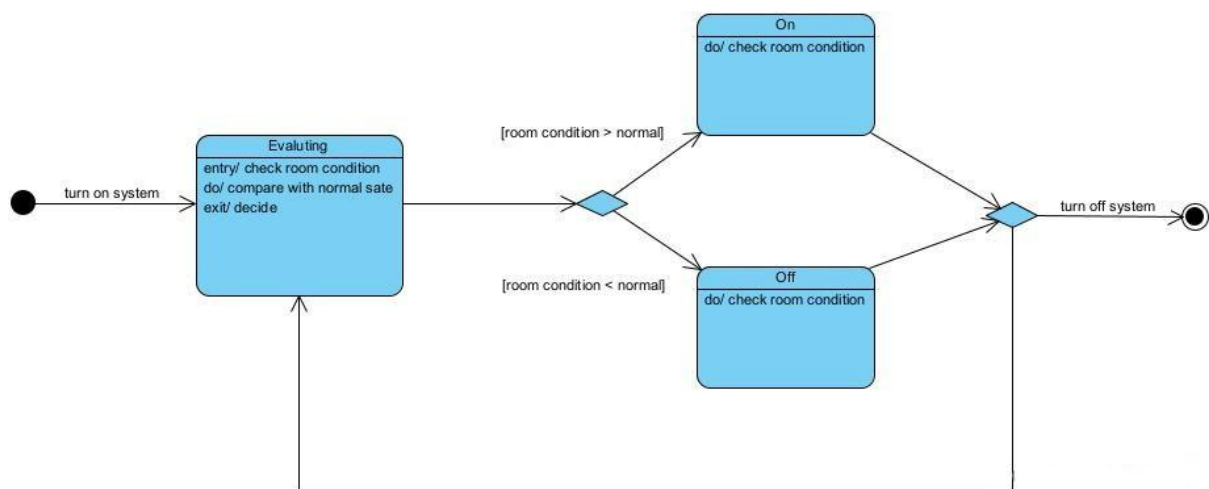 On
do/ check room condition
[room condition > normal]
Evaluting
entry/ check room condition
do/ compare with normal sate
exit/ decide
turn on system
turn off system
[room condition < normal]
Off
do/ check room condition